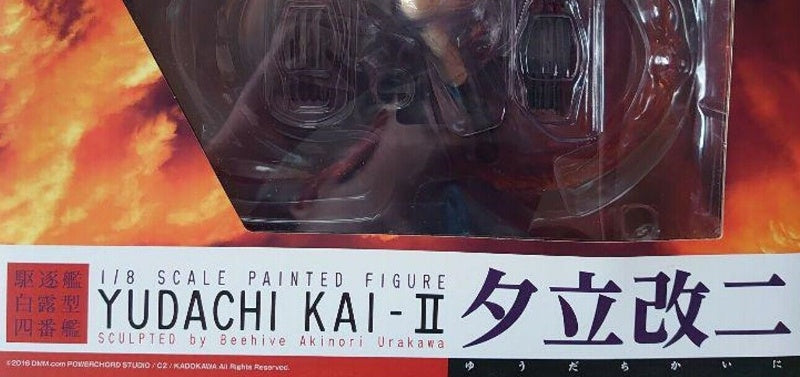 駆逐艦
白露型
四番艦
1/8 SCALE PAINTED FIGURE
YUDACHI KAI-II
SCULPTED by Beehive Akinori Urakawa
夕立改二
©2016 DMM.com POWERCHORD STUDIO / C2 / KADOKAWA All Rights Reserved.
ゆうだちかいに